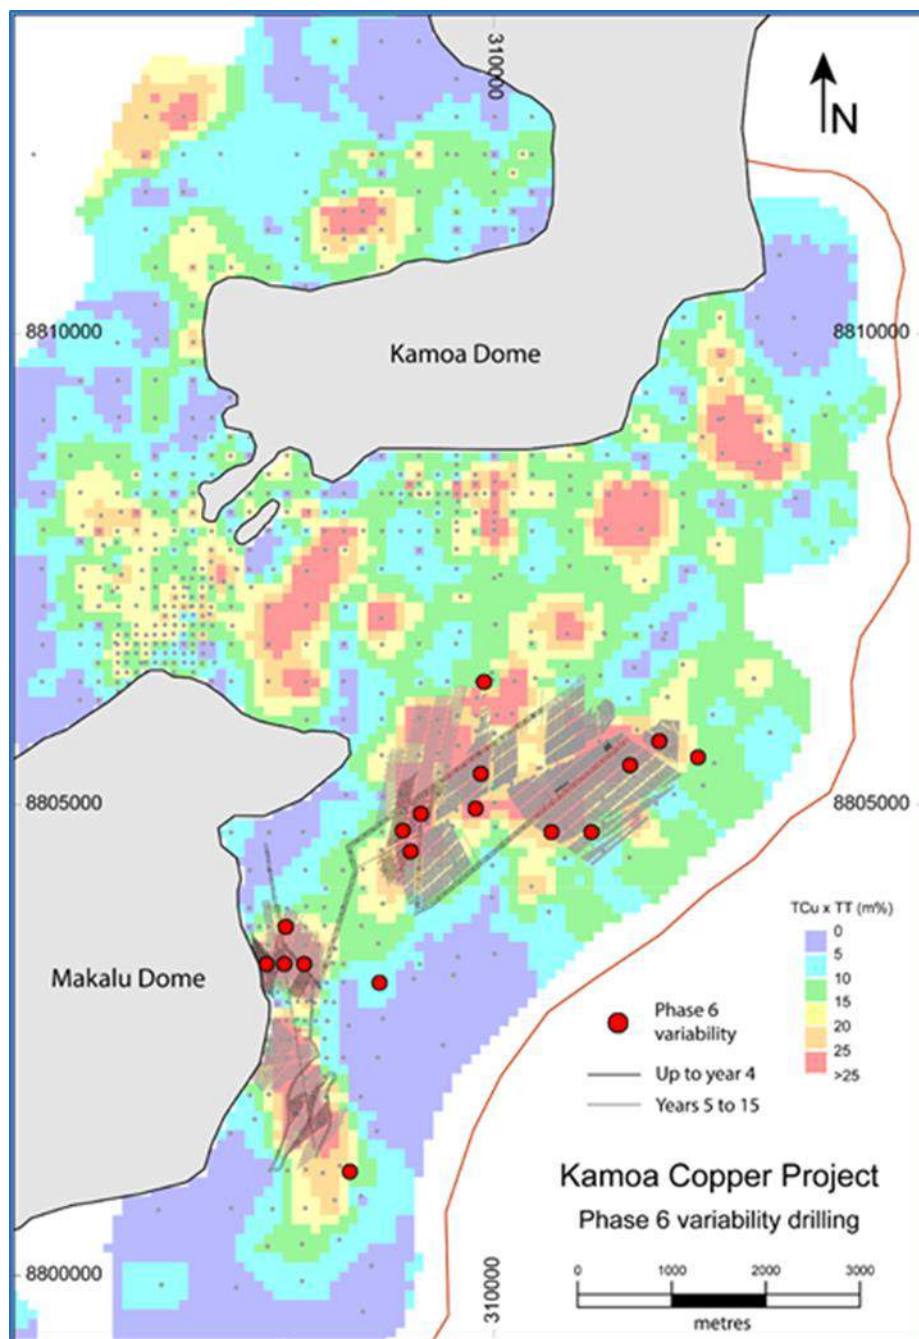 310000
N
8810000
8810000
Kamoa Dome
8805000
8805000
TCu x TT (m%)
0
5
10
15
20
25
>25
Makalu Dome
Phase 6
variability
Up to year 4
Years 5 to 15
Kamoa Copper Project
Phase 6 variability drilling
8800000
310000
0
1000
2000
3000
metres